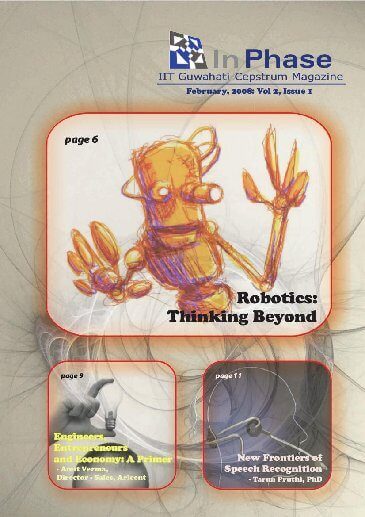 InPhase
IIT Guwahati Cepstrum Magazine
February, 2008: Vol 2, Issue 1
page 6
Robotics:
Thinking Beyond
page 9
Engineers,
Entrepreneurs
and Economy: A Primer
- Amit Verma,
Director - Sales, Aricent
page 11
New Frontiers of
Speech Recognition
- Tarun Pruthi, PhD